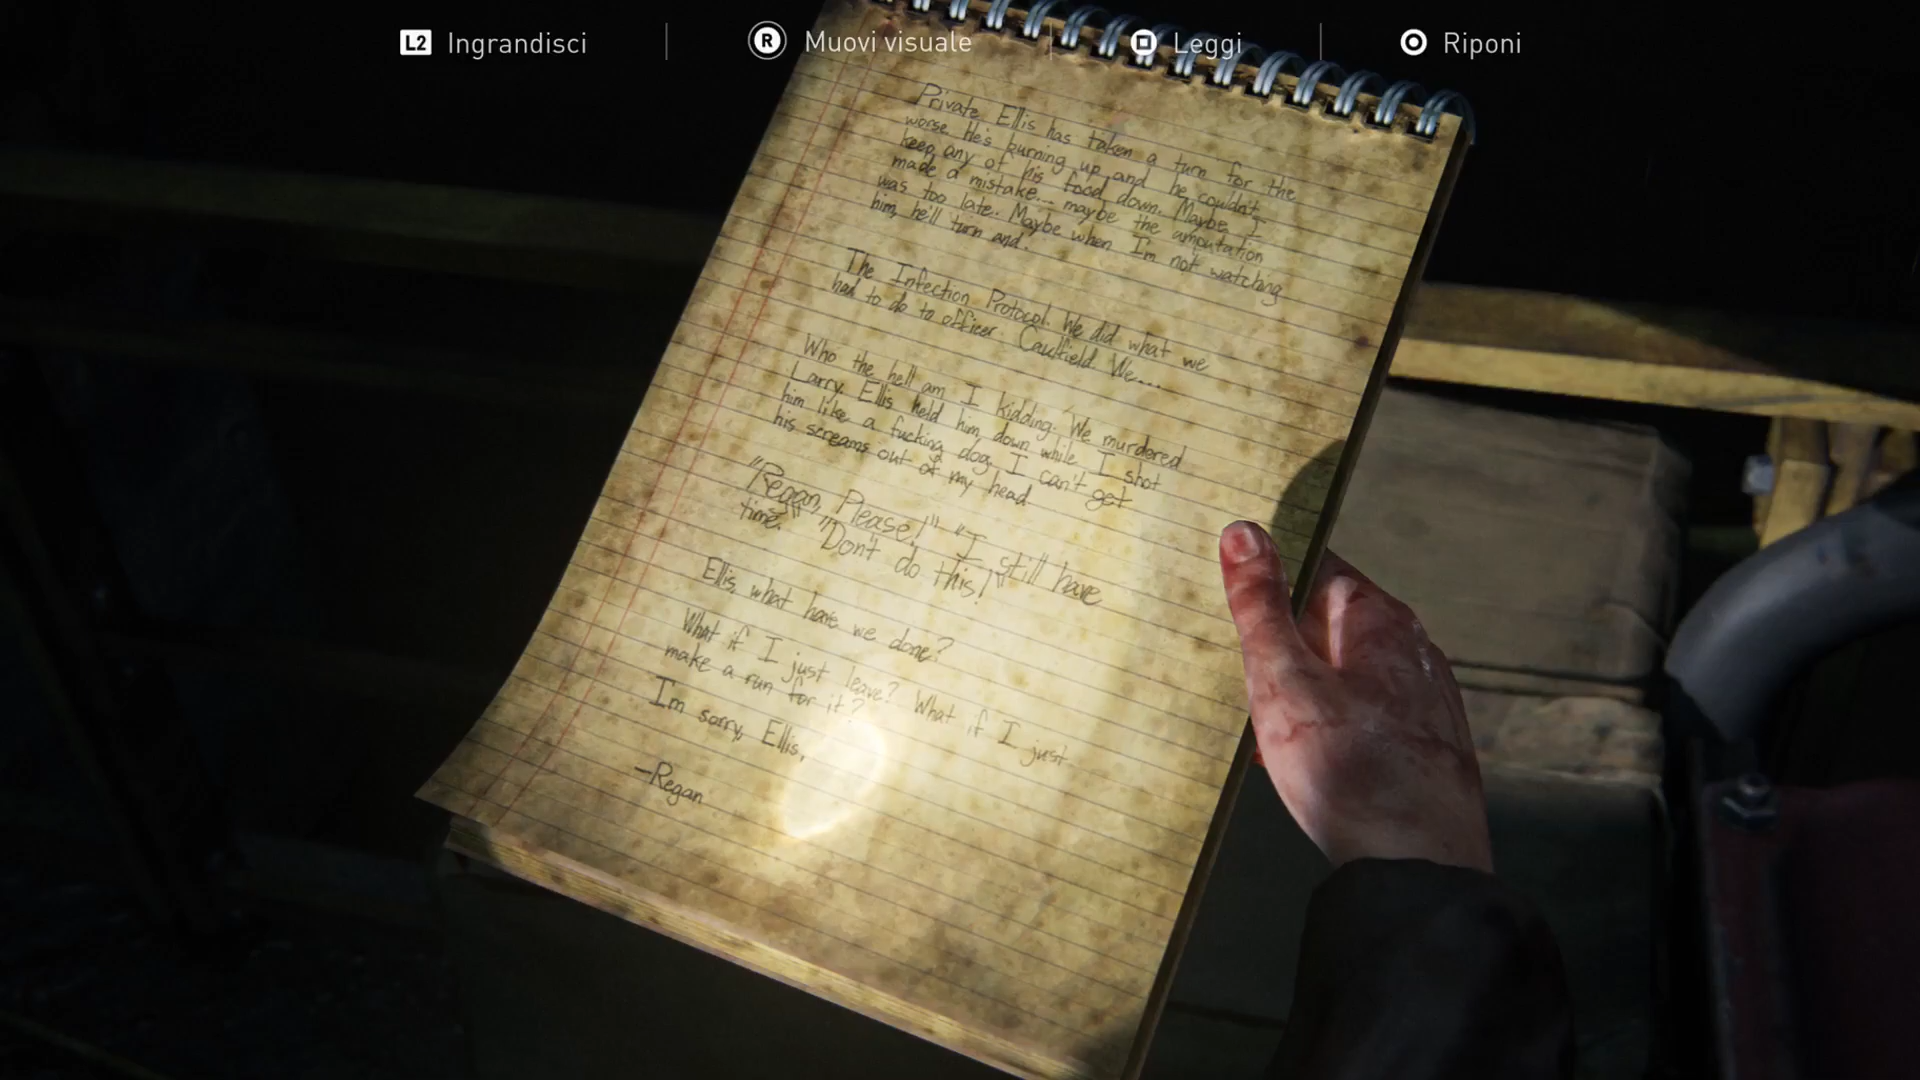 L2 Ingrandisci
R Muovi visuale
Leggi
Riponi
Private Ellis has taken a turn for the
worse. He's burning up and he couldn't
keep any of his food down. Maybe I
made a mistake... maybe the amputation
was too late. Maybe when I'm not watching
him, he'll turn and.
The Infection Protocol. We did what we
had to do to officer. Caulfield. We....
Who the hell am I kidding. We murdered
Larry. Ellis held him down while I shot
him like a fucking dog. I can't get
his screams out of my head
"Regan, Please!" "I still have
time." "Don't do this!"
Ellis, what have we done?
What if I just leave? What if I just
make a run for it?
I'm sorry, Ellis,
-Regan